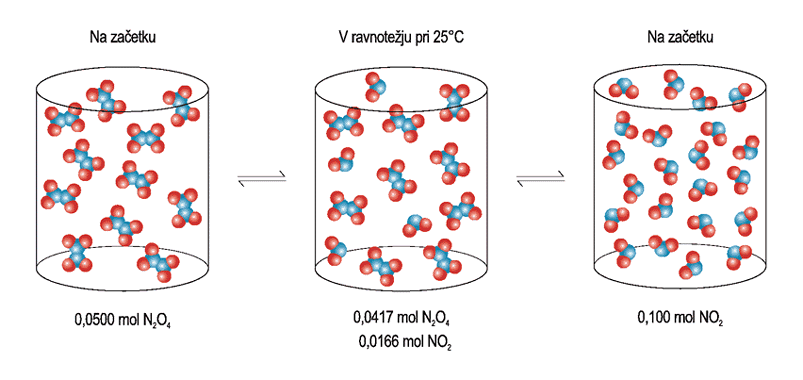 Na začetku
V ravnotežju pri 25°C
Na začetku
0,0500 mol N₂O₄
0,0417 mol N₂O₄
0,0166 mol NO₂
0,100 mol NO₂